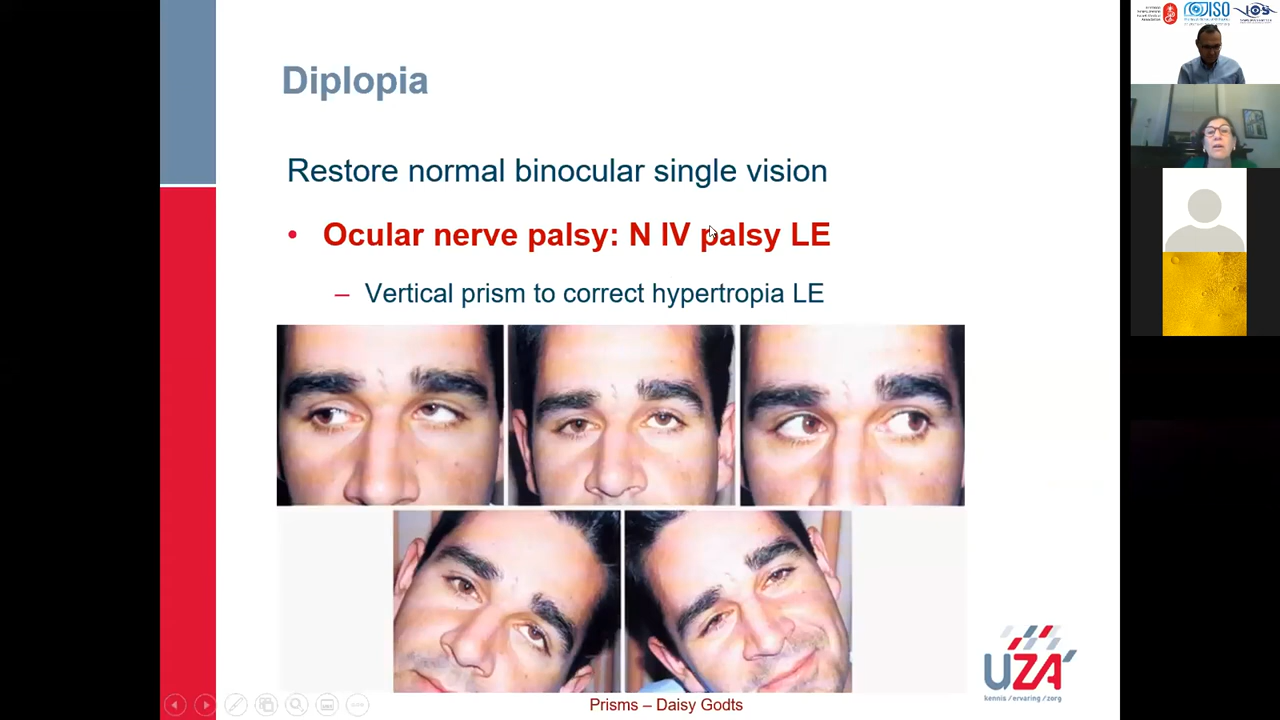 Diplopia
Restore normal binocular single vision
• Ocular nerve palsy: N IV palsy LE
– Vertical prism to correct hypertropia LE
UZA'
kennis / ervaring / zorg
Prisms – Daisy Godts
ISO